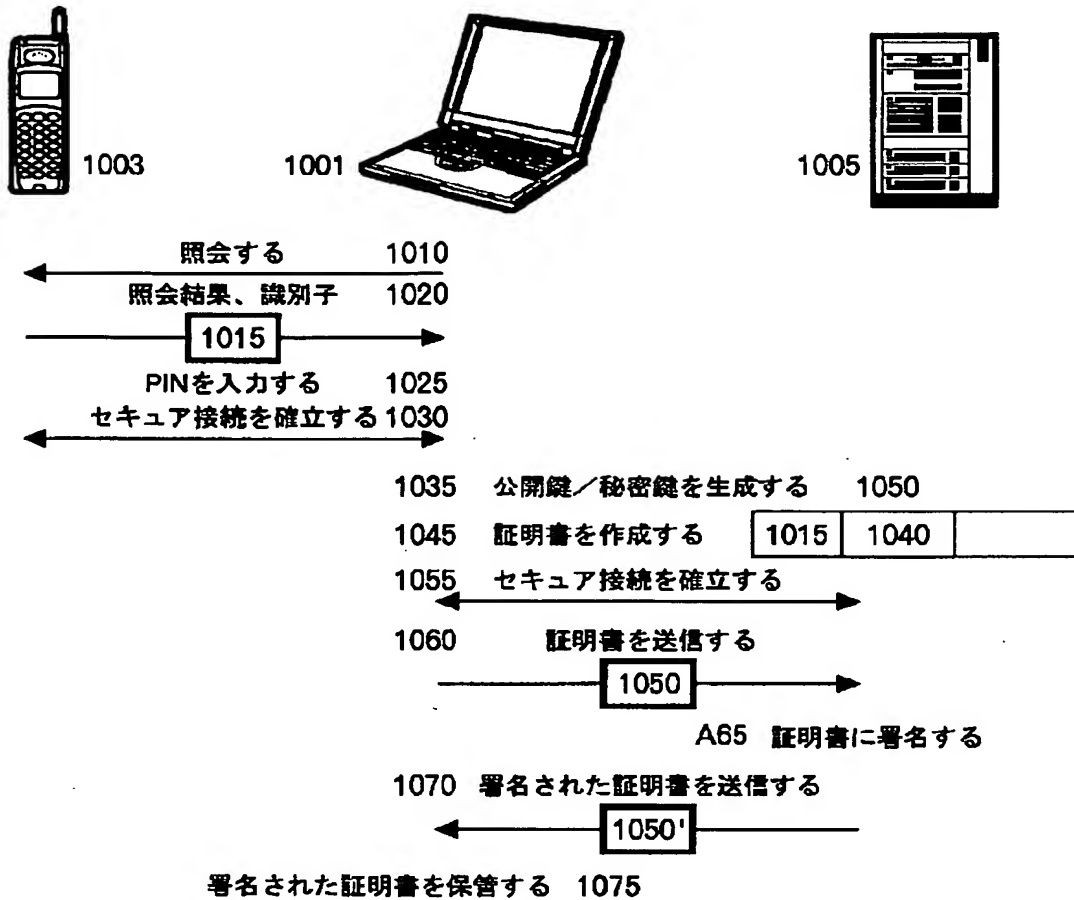 1003
1001
1005
照会する 1010
照会結果、識別子 1020
1015
PINを入力する 1025
セキュア接続を確立する 1030
1035 公開鍵／秘密鍵を生成する 1050
1045 証明書を作成する 1015 1040
1055 セキュア接続を確立する
1060 証明書を送信する
1050
A65 証明書に署名する
1070 署名された証明書を送信する
1050'
署名された証明書を保管する 1075